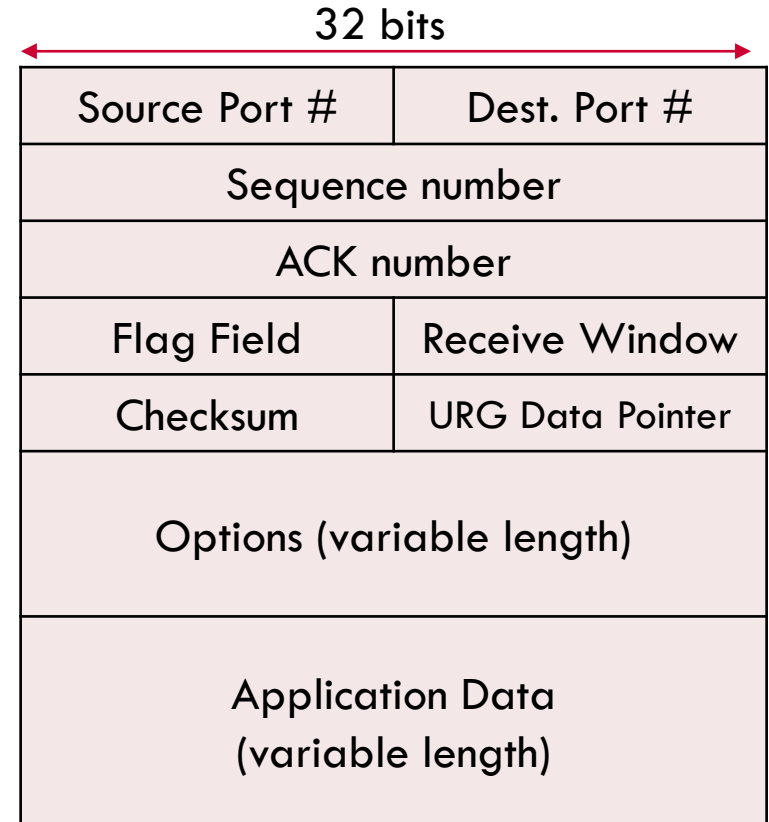 32 bits
Source Port # Dest. Port #
Sequence number
ACK number
Flag Field Receive Window
Checksum URG Data Pointer
Options (variable length)
Application Data
(variable length)